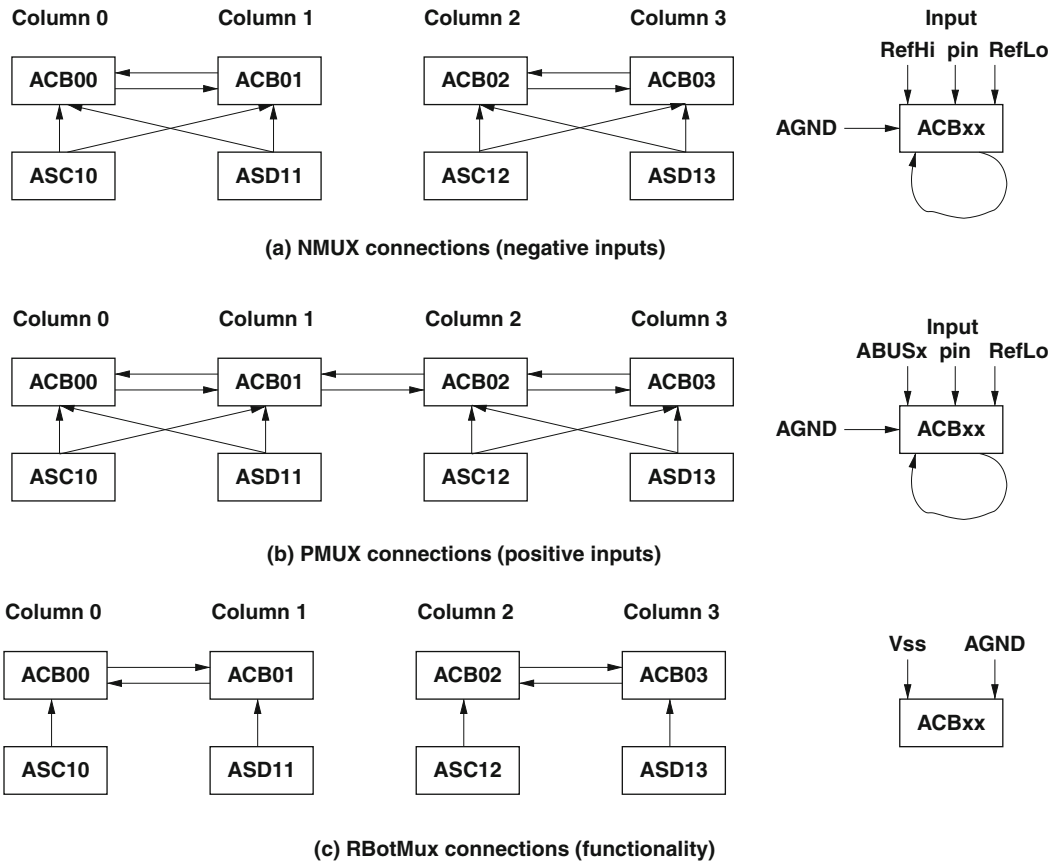 Column 0 Column 1 Column 2 Column 3 Input
RefHi pin RefLo
ACB00 ACB01 ACB02 ACB03
AGND ACBxx
ASC10 ASD11 ASC12 ASD13
(a) NMUX connections (negative inputs)
Column 0 Column 1 Column 2 Column 3
Input
ABUSx pin RefLo
ACB00 ACB01 ACB02 ACB03
AGND ACBxx
ASC10 ASD11 ASC12 ASD13
(b) PMUX connections (positive inputs)
Column 0 Column 1 Column 2 Column 3
Vss AGND
ACB00 ACB01 ACB02 ACB03
ACBxx
ASC10 ASD11 ASC12 ASD13
(c) RBotMux connections (functionality)